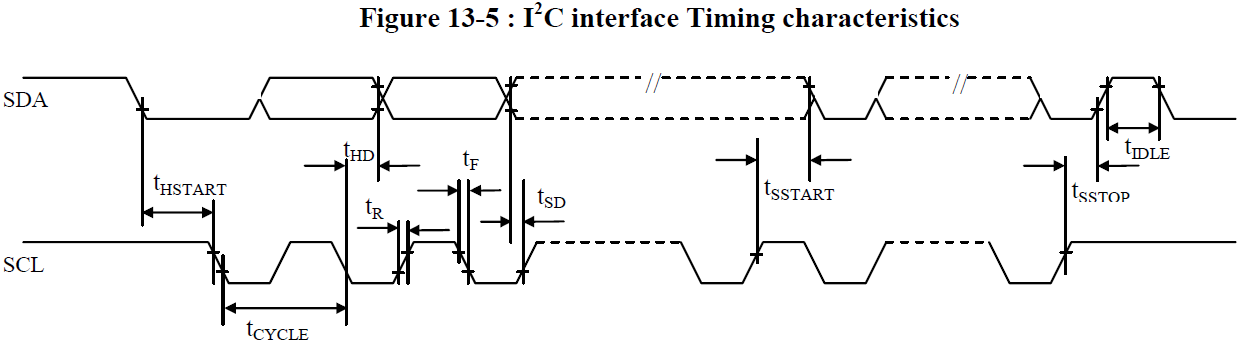 Figure 13-5 : I²C interface Timing characteristics
SDA
tHD
tF
tIDLE
tHSTART
tR
tSD
tSSTART
tSSTOP
SCL
tCYCLE